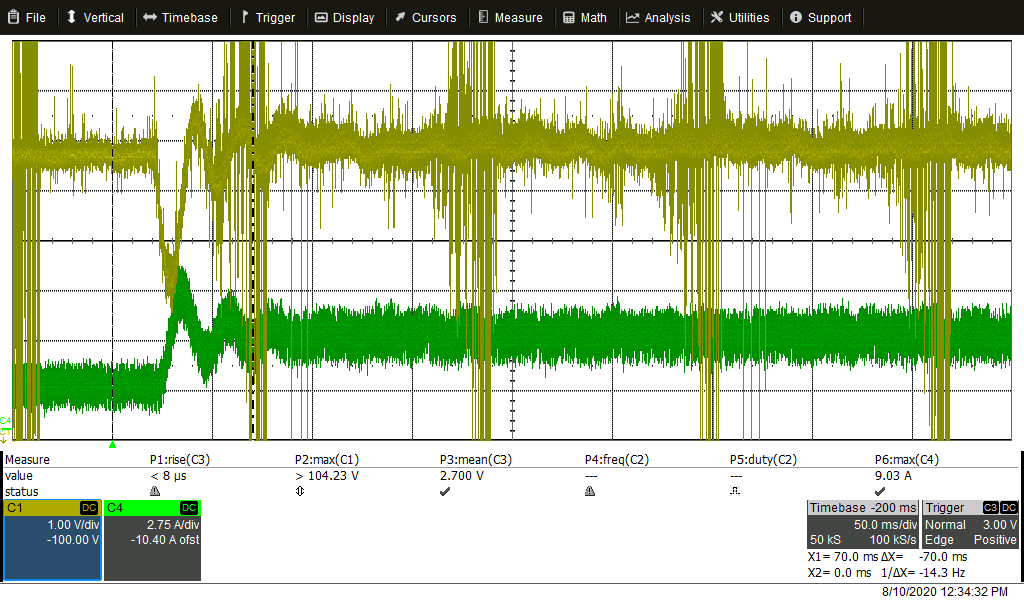 File Vertical Timebase Trigger Display Cursors Measure Math Analysis Utilities Support
C4
C1
Measure P1:rise(C3) P2:max(C1) P3:mean(C3) P4:freq(C2) P5:duty(C2) P6:max(C4)
value < 8 µs > 104.23 V 2.700 V --- --- 9.03 A
status
C1 DC C4 DC Timebase -200 ms Trigger C3 DC
1.00 V/div 2.75 A/div 50.0 ms/div Normal 3.00 V
-100.00 V -10.40 A ofst 50 kS 100 kS/s Edge Positive
X1= 70.0 ms ΔX= -70.0 ms
X2= 0.0 ms 1/ΔX= -14.3 Hz
8/10/2020 12:34:32 PM